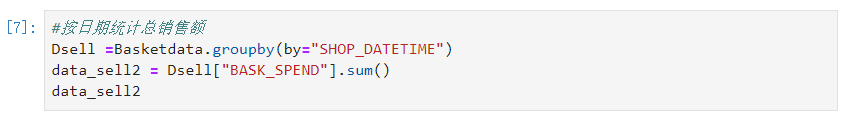 [7]: #按日期统计总销售额
Dsell =Basketdata.groupby(by="SHOP_DATETIME")
data_sell2 = Dsell["BASK_SPEND"].sum()
data_sell2